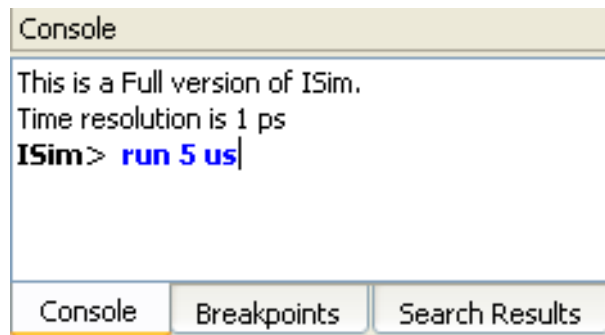 Console
This is a Full version of ISim.
Time resolution is 1 ps
ISim> run 5 us
Console Breakpoints Search Results